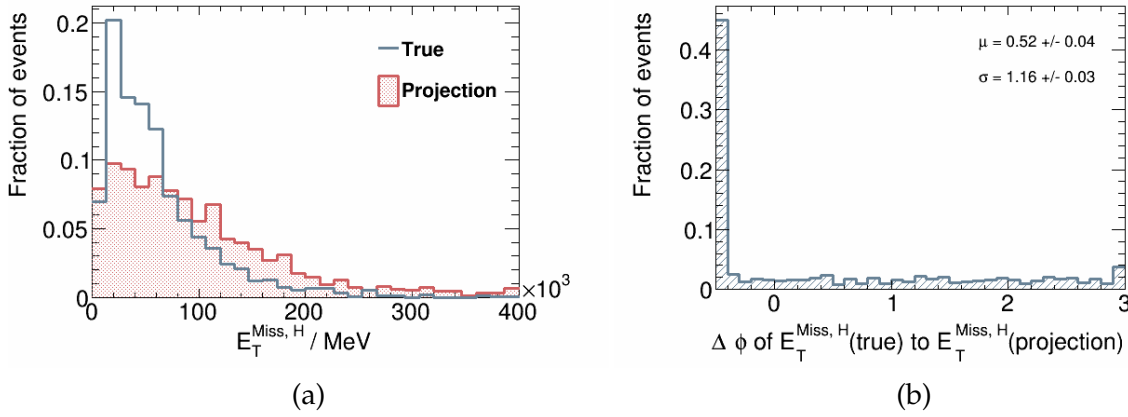 Fraction of events
0.2
0.15
0.1
0.05
0
True
Projection
0 100 200 300 400
×10³
E_T^{Miss, H} / MeV
(a)
Fraction of events
0.4
0.3
0.2
0.1
0
μ = 0.52 +/- 0.04
σ = 1.16 +/- 0.03
0 1 2 3
Δ ϕ of E_T^{Miss, H}(true) to E_T^{Miss, H}(projection)
(b)